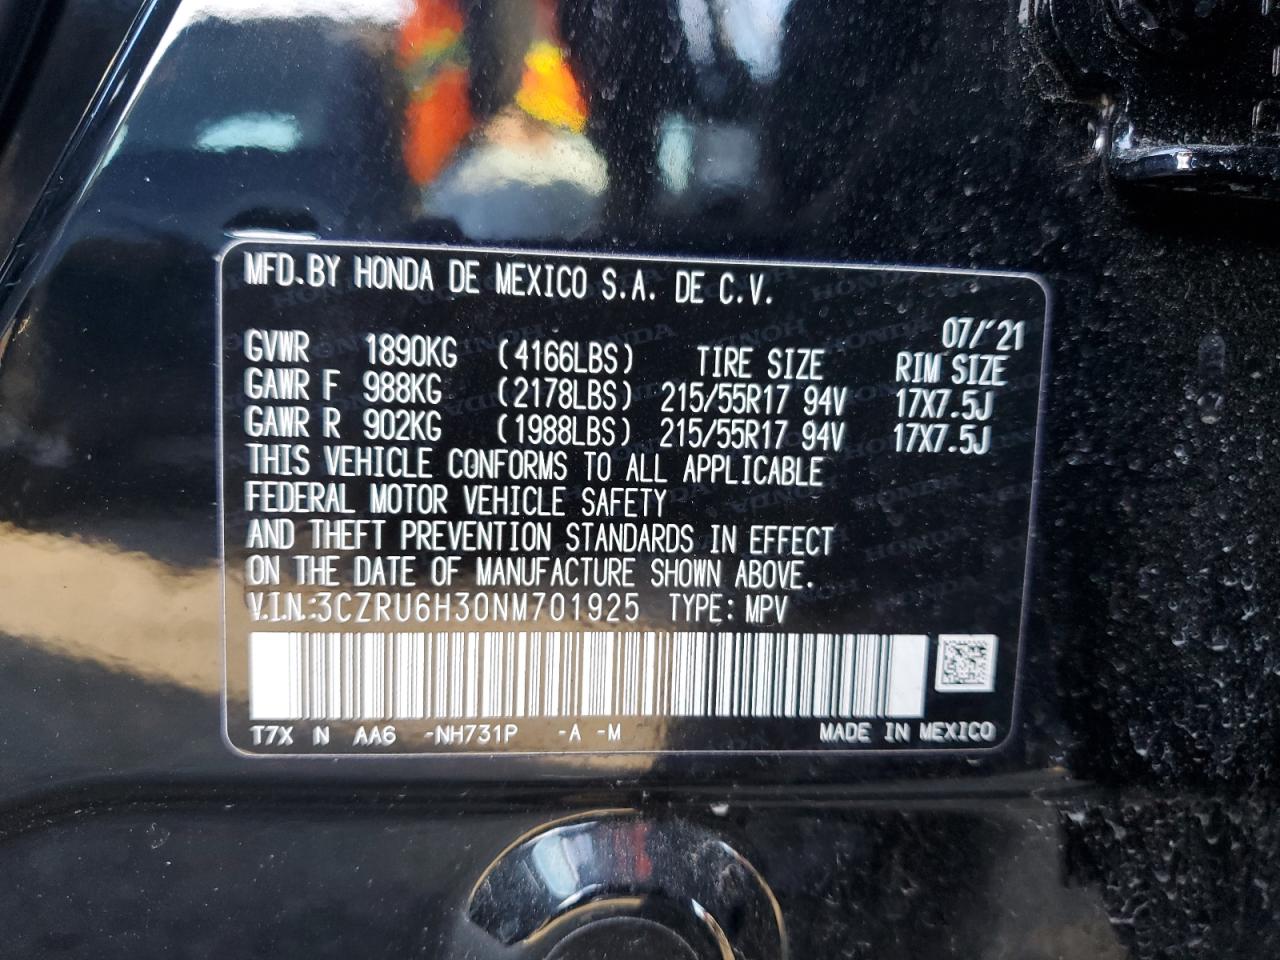 MFD.BY HONDA DE MEXICO S.A. DE C.V.
07/'21
GVWR 1890KG (4166LBS) TIRE SIZE RIM SIZE
GAWR F 988KG (2178LBS) 215/55R17 94V 17X7.5J
GAWR R 902KG (1988LBS) 215/55R17 94V 17X7.5J
THIS VEHICLE CONFORMS TO ALL APPLICABLE
FEDERAL MOTOR VEHICLE SAFETY
AND THEFT PREVENTION STANDARDS IN EFFECT
ON THE DATE OF MANUFACTURE SHOWN ABOVE.
V.I.N.:3CZRU6H30NM701925 TYPE: MPV
T7X N AA6 -NH731P -A -M MADE IN MEXICO